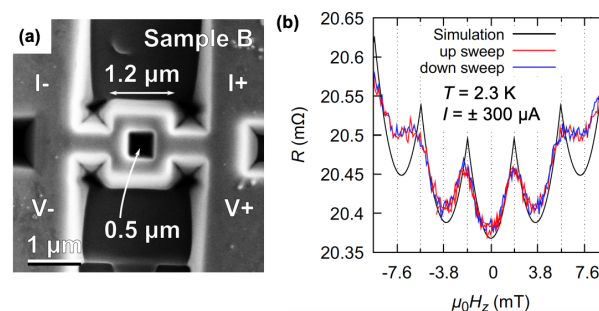 (a)
Sample B
I-
1.2 μm
I+
V-
V+
0.5 μm
1 μm
(b)
20.65
20.6
20.55
20.5
20.45
20.4
20.35
R (mΩ)
Simulation
up sweep
down sweep
T = 2.3 K
I = ± 300 μA
-7.6
-3.8
0
3.8
7.6
μ₀Hz (mT)